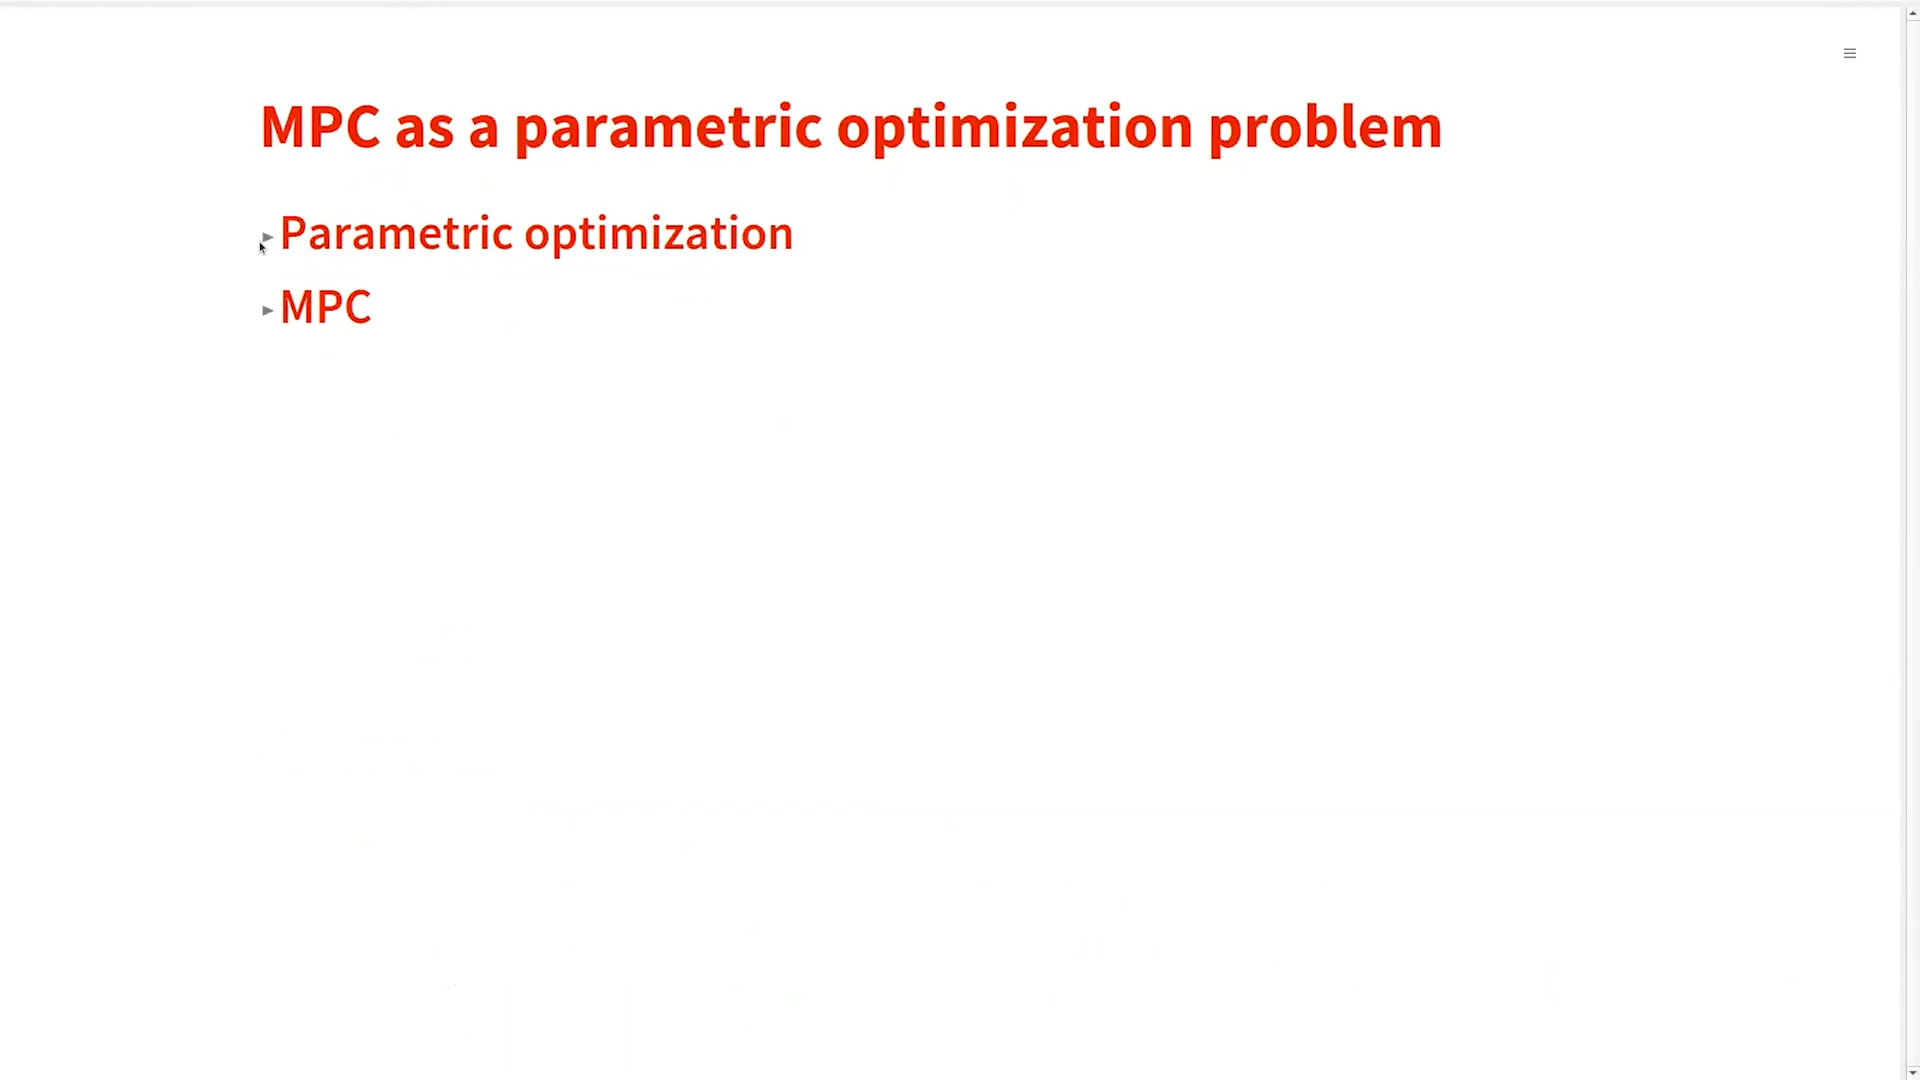 MPC as a parametric optimization problem
Parametric optimization
MPC